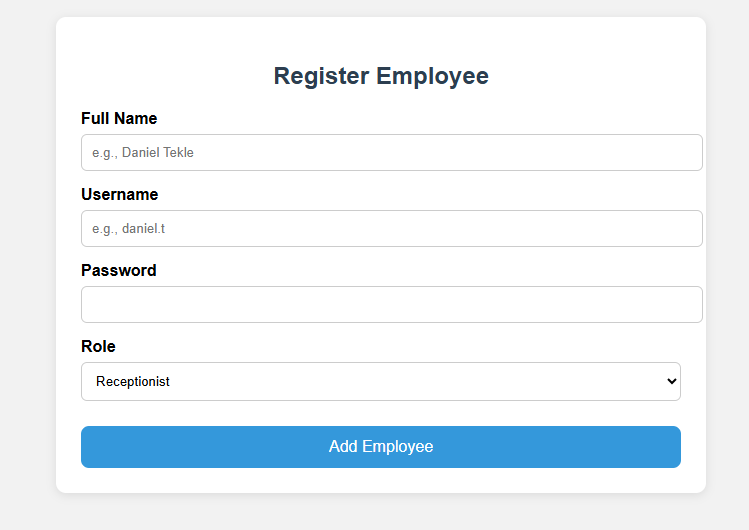 Register Employee
Full Name
e.g., Daniel Tekle
Username
e.g., daniel.t
Password
Role
Receptionist
Add Employee